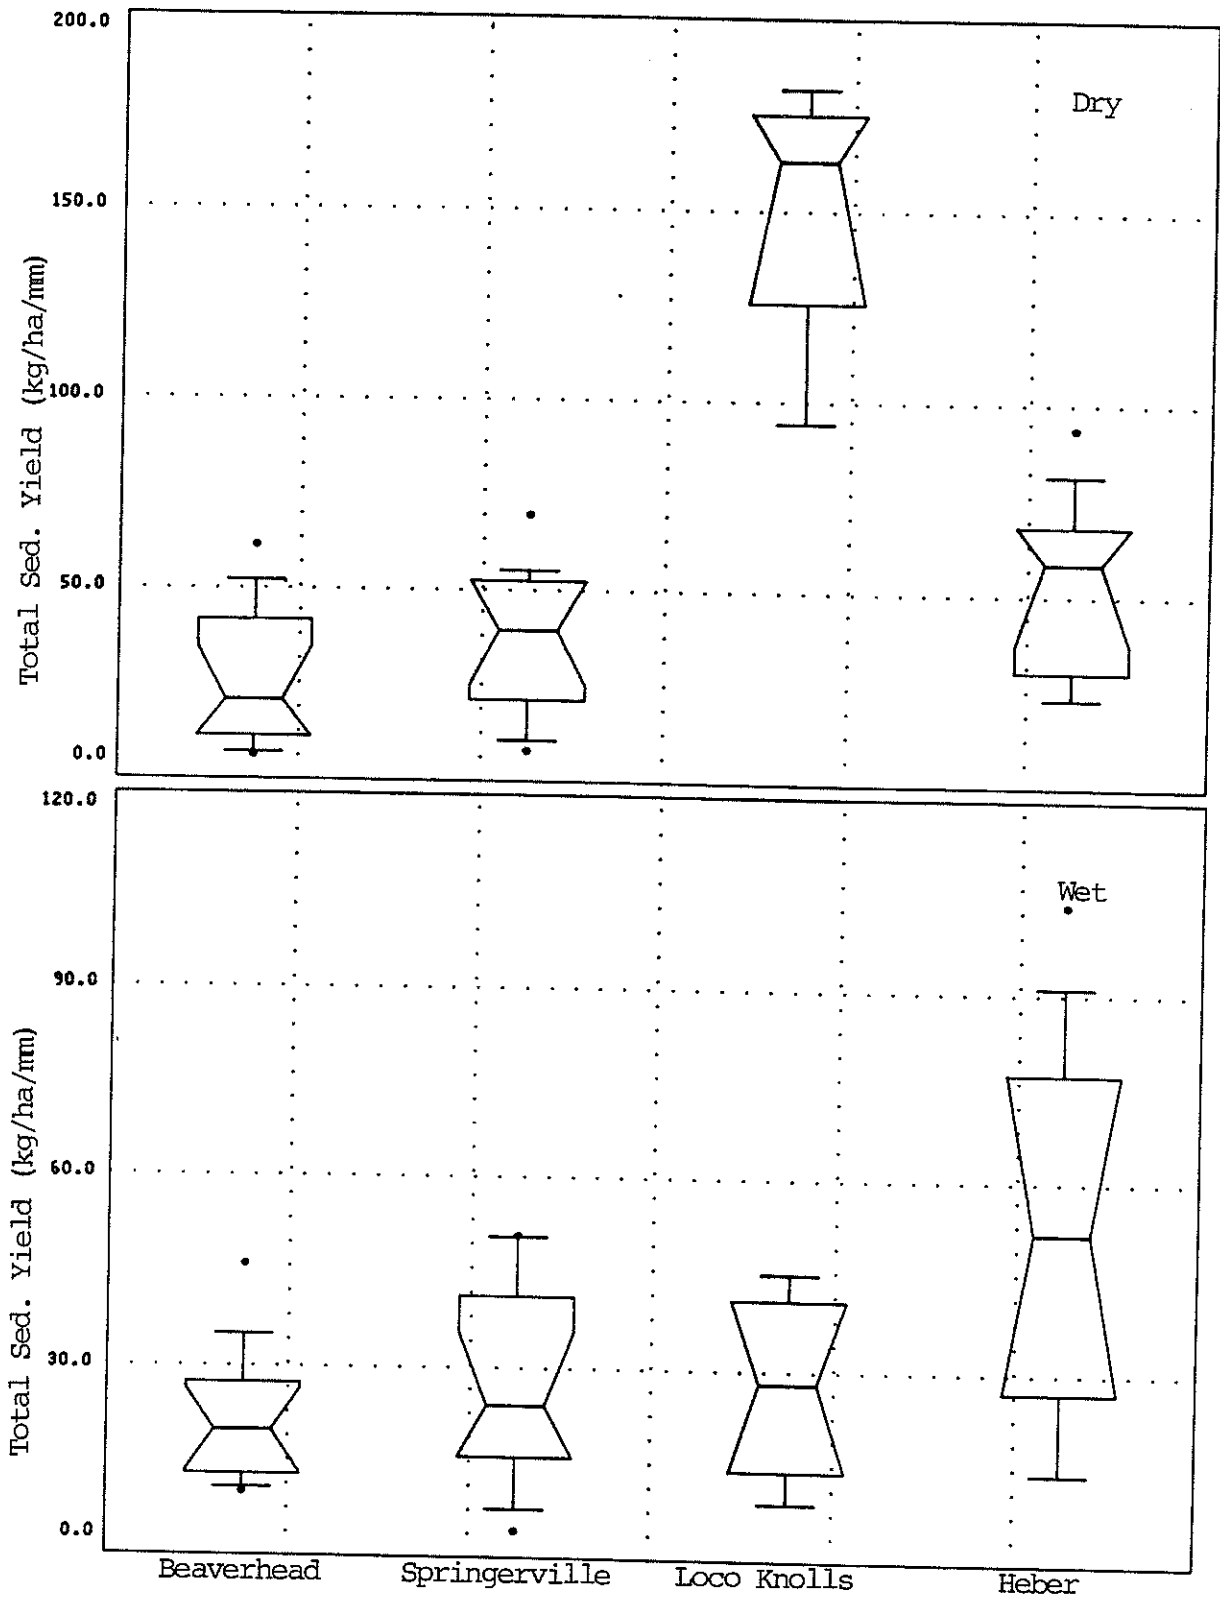 200.0
Dry
150.0
100.0
50.0
0.0
Total Sed. Yield (kg/ha/mm)
120.0
Wet
90.0
60.0
30.0
0.0
Total Sed. Yield (kg/ha/mm)
Beaverhead Springerville Loco Knolls Heber